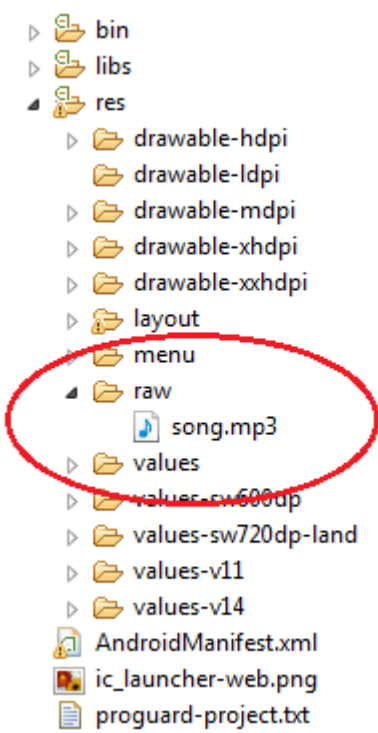 bin
libs
res
drawable-hdpi
drawable-ldpi
drawable-mdpi
drawable-xhdpi
drawable-xxhdpi
layout
menu
raw
song.mp3
values
values-sw600dp
values-sw720dp-land
values-v11
values-v14
AndroidManifest.xml
ic_launcher-web.png
proguard-project.txt